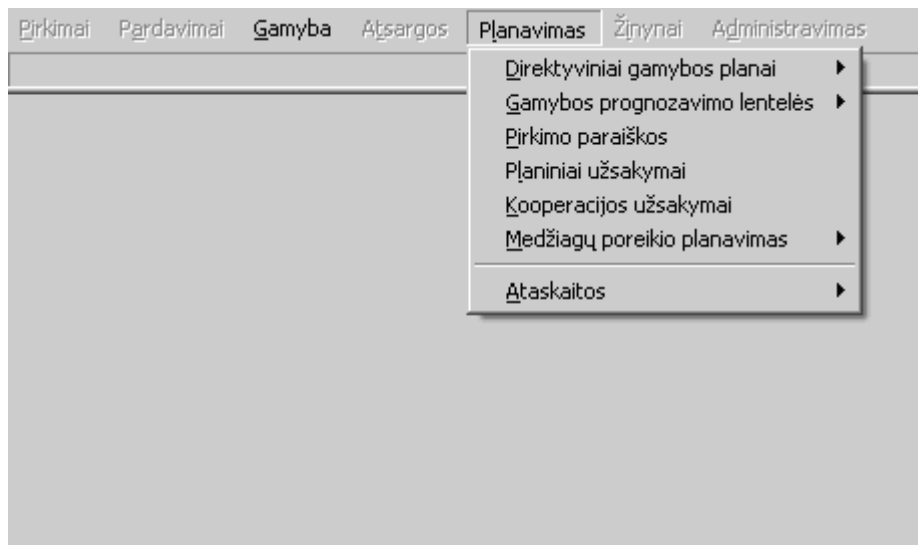 Pirkimai Pardavimai Gamyba Atsargos Planavimas Žinynai Administravimas
Direktyviniai gamybos planai
Gamybos prognozavimo lentelės
Pirkimo paraiškos
Planiniai užsakymai
Kooperacijos užsakymai
Medžiagų poreikio planavimas
Ataskaitos